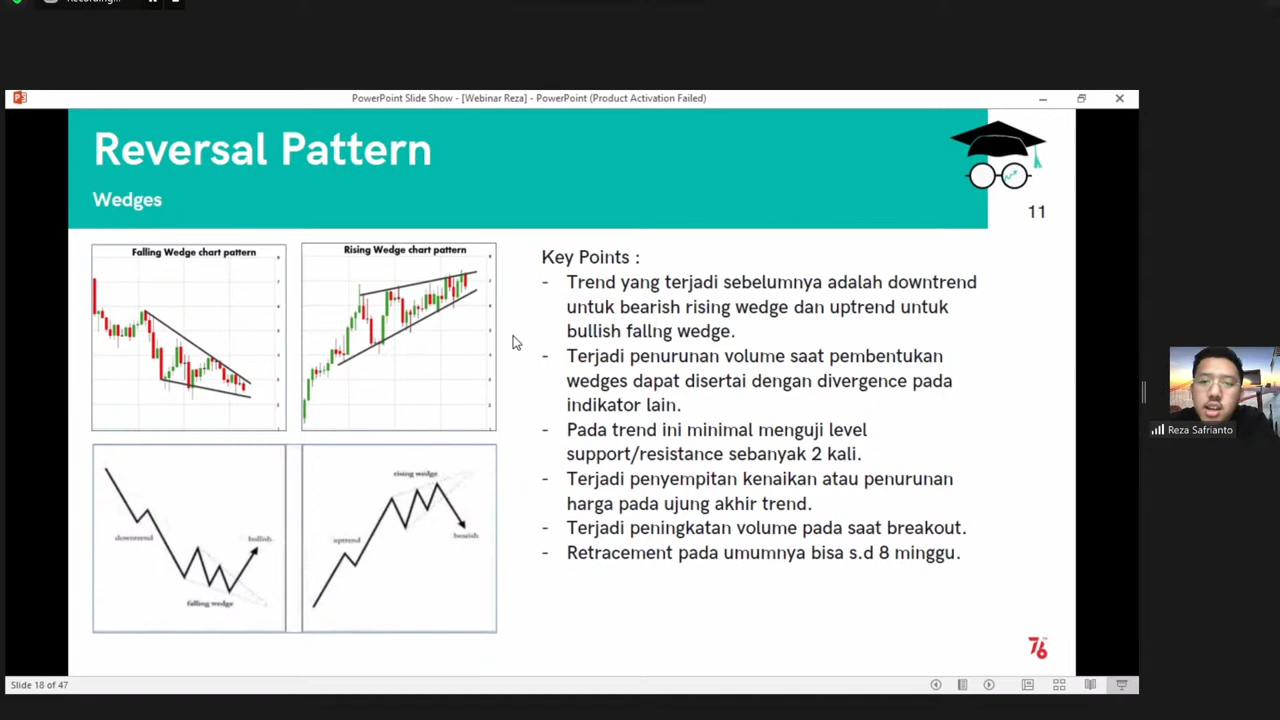 Recording...
PowerPoint Slide Show - [Webinar Reza] - PowerPoint (Product Activation Failed)
Reversal Pattern
Wedges
11
Falling Wedge chart pattern
Rising Wedge chart pattern
downtrend
bullish
falling wedge
rising wedge
uptrend
bearish
Key Points :
- Trend yang terjadi sebelumnya adalah downtrend
untuk bearish rising wedge dan uptrend untuk
bullish fallng wedge.
- Terjadi penurunan volume saat pembentukan
wedges dapat disertai dengan divergence pada
indikator lain.
- Pada trend ini minimal menguji level
support/resistance sebanyak 2 kali.
- Terjadi penyempitan kenaikan atau penurunan
harga pada ujung akhir trend.
- Terjadi peningkatan volume pada saat breakout.
- Retracement pada umumnya bisa s.d 8 minggu.
76
Reza Safrianto
Slide 18 of 47